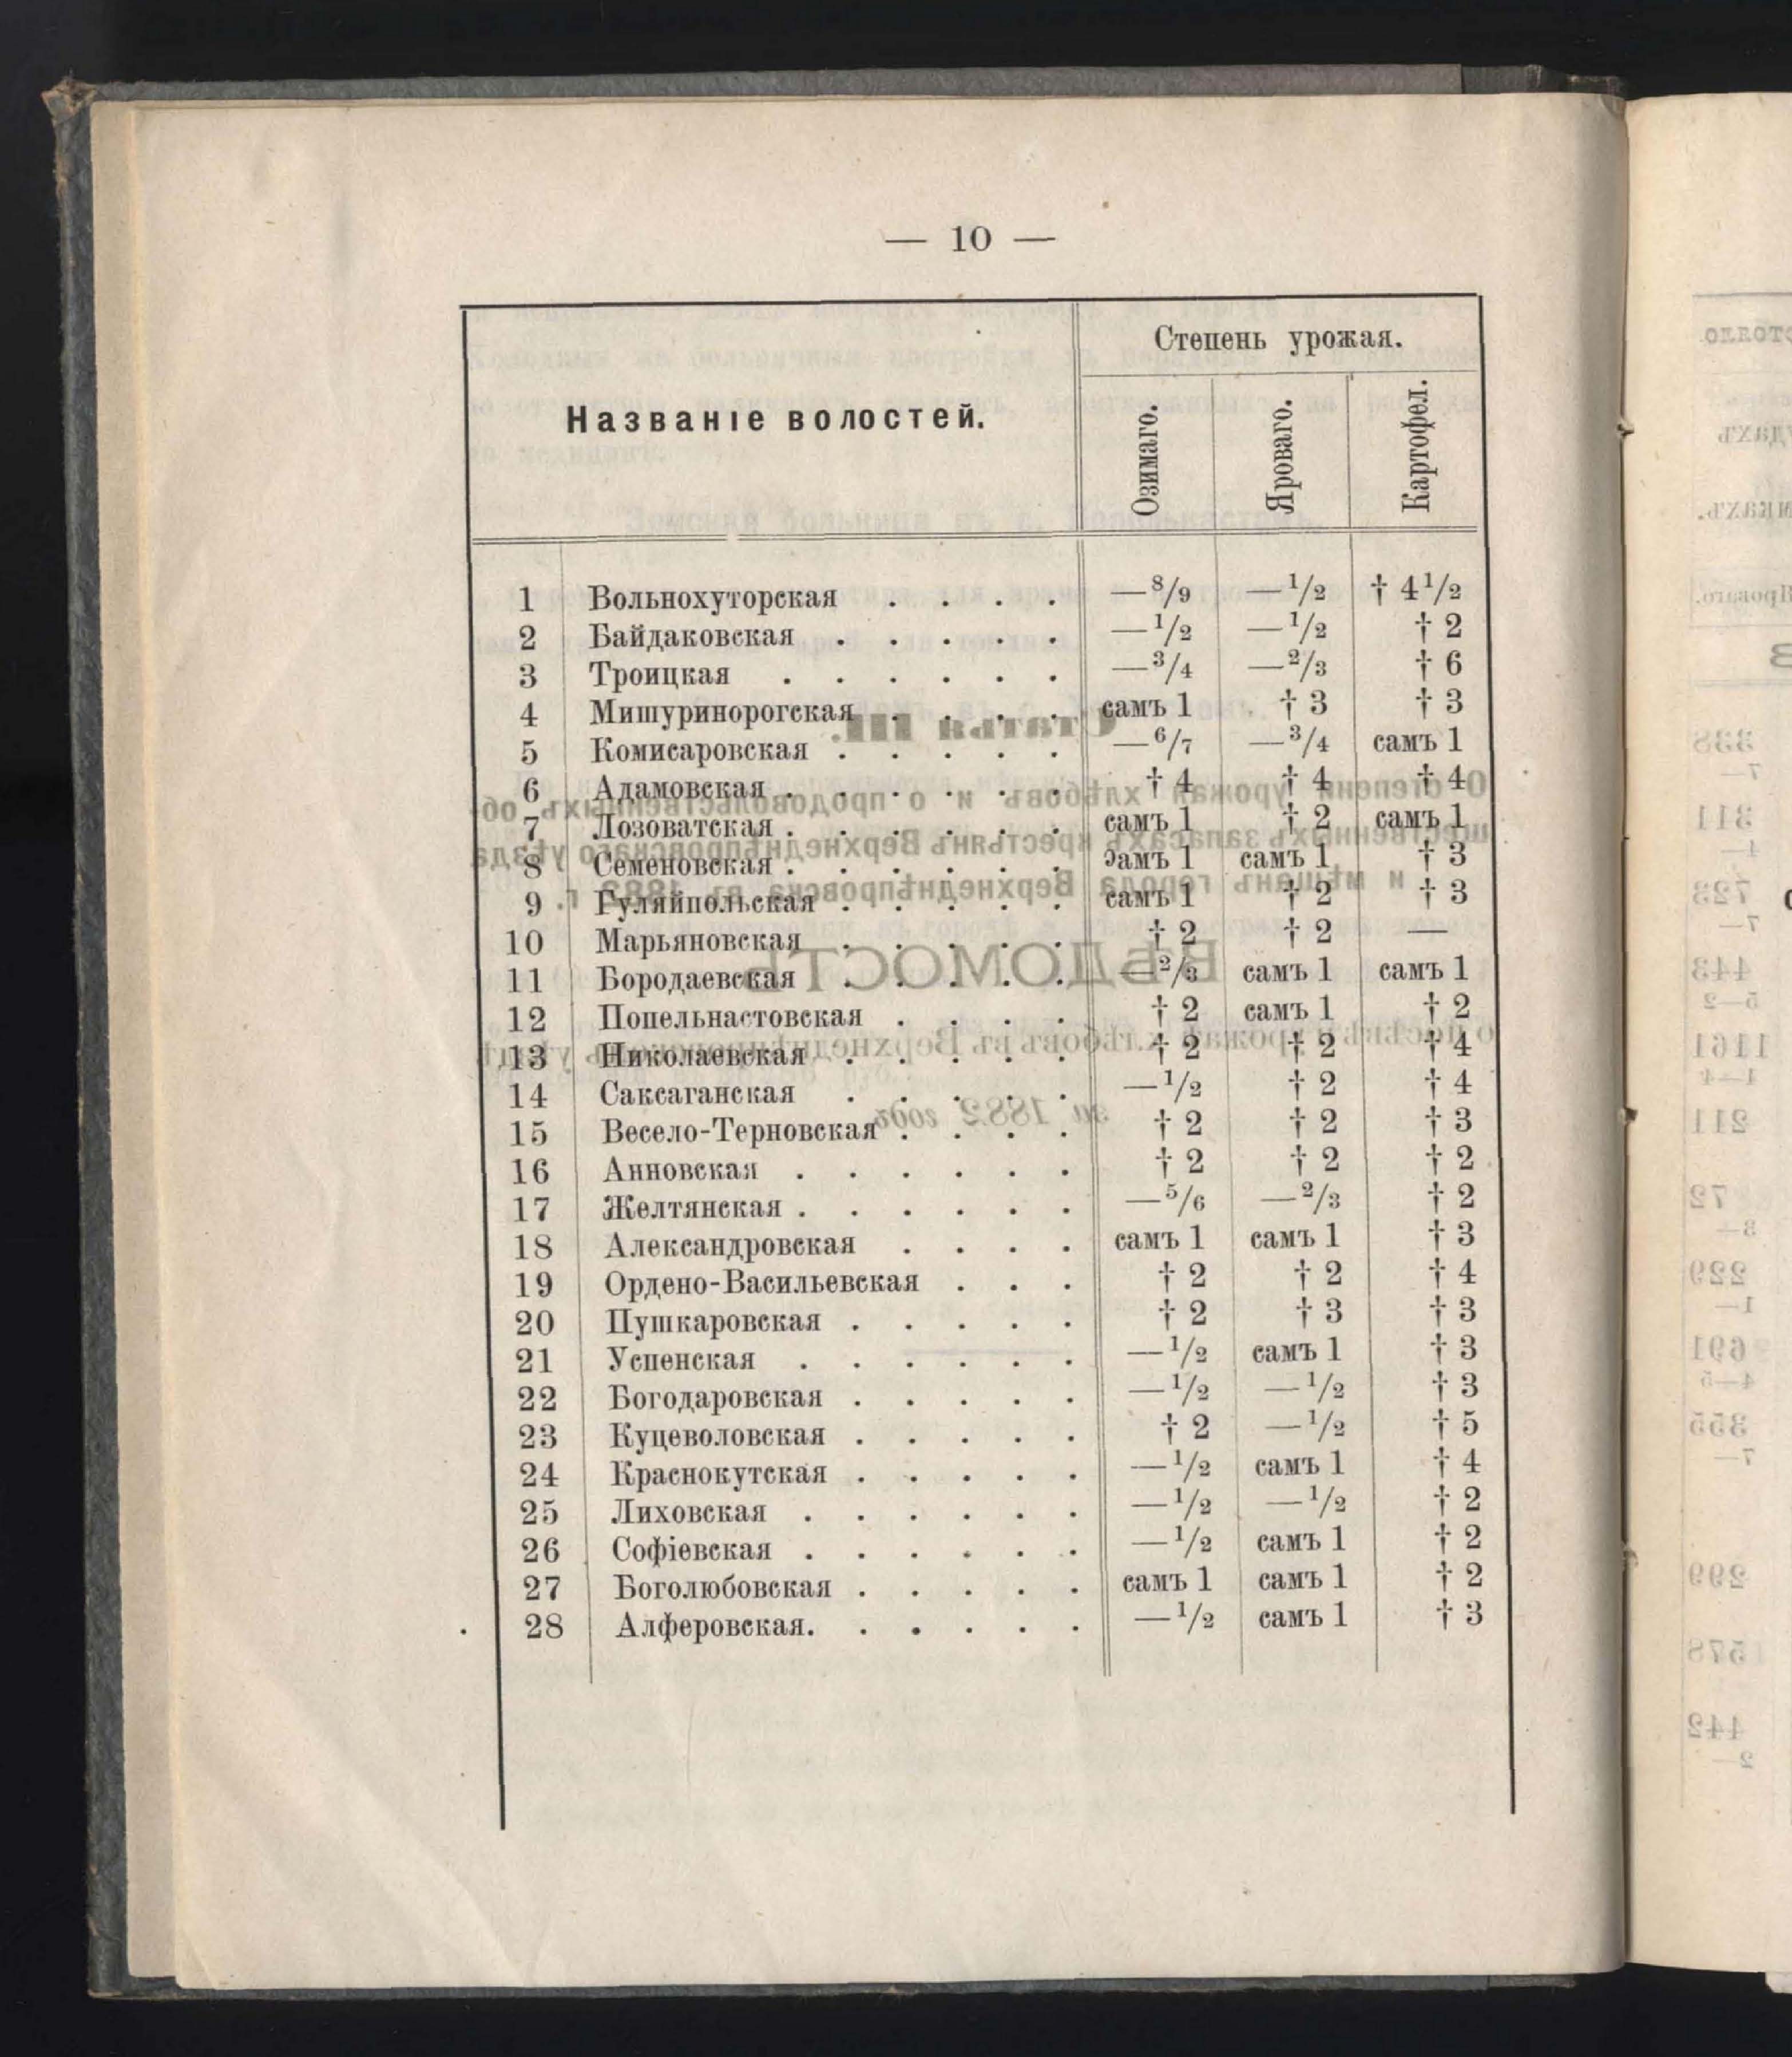 — 10 —
Названіе волостей.
Степень урожая.
Озимаго.
Яроваго.
Картофел.
1 Вольнохуторская . . . . —8/9 —1/2 † 41/2
2 Байдаковская . . . . . —1/2 —1/2 † 2
3 Троицкая . . . . . . —3/4 —2/3 † 6
4 Мишуринорогская . . . . самъ 1 † 3 † 3
5 Комисаровская . . . . . —6/7 —3/4 самъ 1
6 Адамовская . . . . . . † 4 † 4 † 4
7 Лозоватская . . . . . . самъ 1 † 2 самъ 1
8 Семеновская . . . . . . самъ 1 самъ 1 † 3
9 Гуляйпольская . . . . . самъ 1 † 2 † 3
10 Марьяновская . . . . . † 2 † 2 —
11 Бородаевская . . . . . —2/3 самъ 1 самъ 1
12 Попельнастовская . . . . † 2 самъ 1 † 2
13 Николаевская . . . . . † 2 † 2 † 4
14 Саксаганская . . . . . —1/2 † 2 † 4
15 Весело-Терновская . . . . † 2 † 2 † 3
16 Анновская . . . . . . † 2 † 2 † 2
17 Желтянская . . . . . . —5/6 —2/3 † 2
18 Александровская . . . . самъ 1 самъ 1 † 3
19 Ордено-Васильевская . . . † 2 † 2 † 4
20 Пушкаровская . . . . . † 2 † 3 † 3
21 Успенская . . . . . . —1/2 самъ 1 † 3
22 Богодаровская . . . . . —1/2 —1/2 † 3
23 Куцеволовская . . . . . † 2 —1/2 † 5
24 Краснокутская . . . . . —1/2 самъ 1 † 4
25 Лиховская . . . . . . —1/2 —1/2 † 2
26 Софіевская . . . . . . —1/2 самъ 1 † 2
27 Боголюбовская . . . . . самъ 1 самъ 1 † 2
28 Алферовская. . . . . . —1/2 самъ 1 † 3